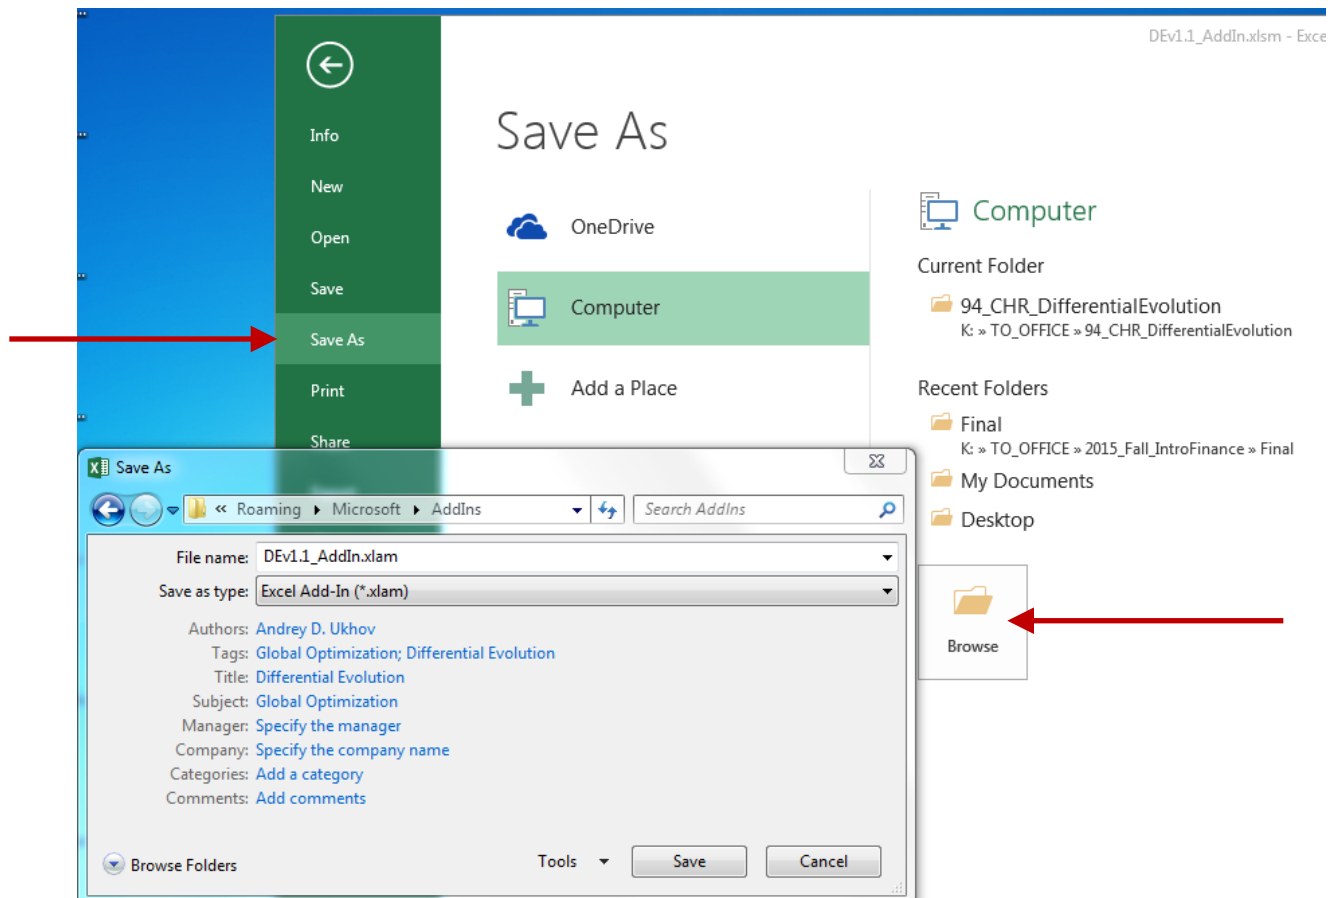 DEv1.1_AddIn.xlsm - Exce
Save As
Info
New
Open
Save
Save As
Print
Share
OneDrive
Computer
Add a Place
Computer
Current Folder
94_CHR_DifferentialEvolution
K: » TO_OFFICE » 94_CHR_DifferentialEvolution
Recent Folders
Final
K: » TO_OFFICE » 2015_Fall_IntroFinance » Final
My Documents
Desktop
Browse
Save As
« Roaming ▸ Microsoft ▸ AddIns
Search AddIns
File name: DEv1.1_AddIn.xlam
Save as type: Excel Add-In (*.xlam)
Authors: Andrey D. Ukhov
Tags: Global Optimization; Differential Evolution
Title: Differential Evolution
Subject: Global Optimization
Manager: Specify the manager
Company: Specify the company name
Categories: Add a category
Comments: Add comments
Browse Folders
Tools
Save
Cancel